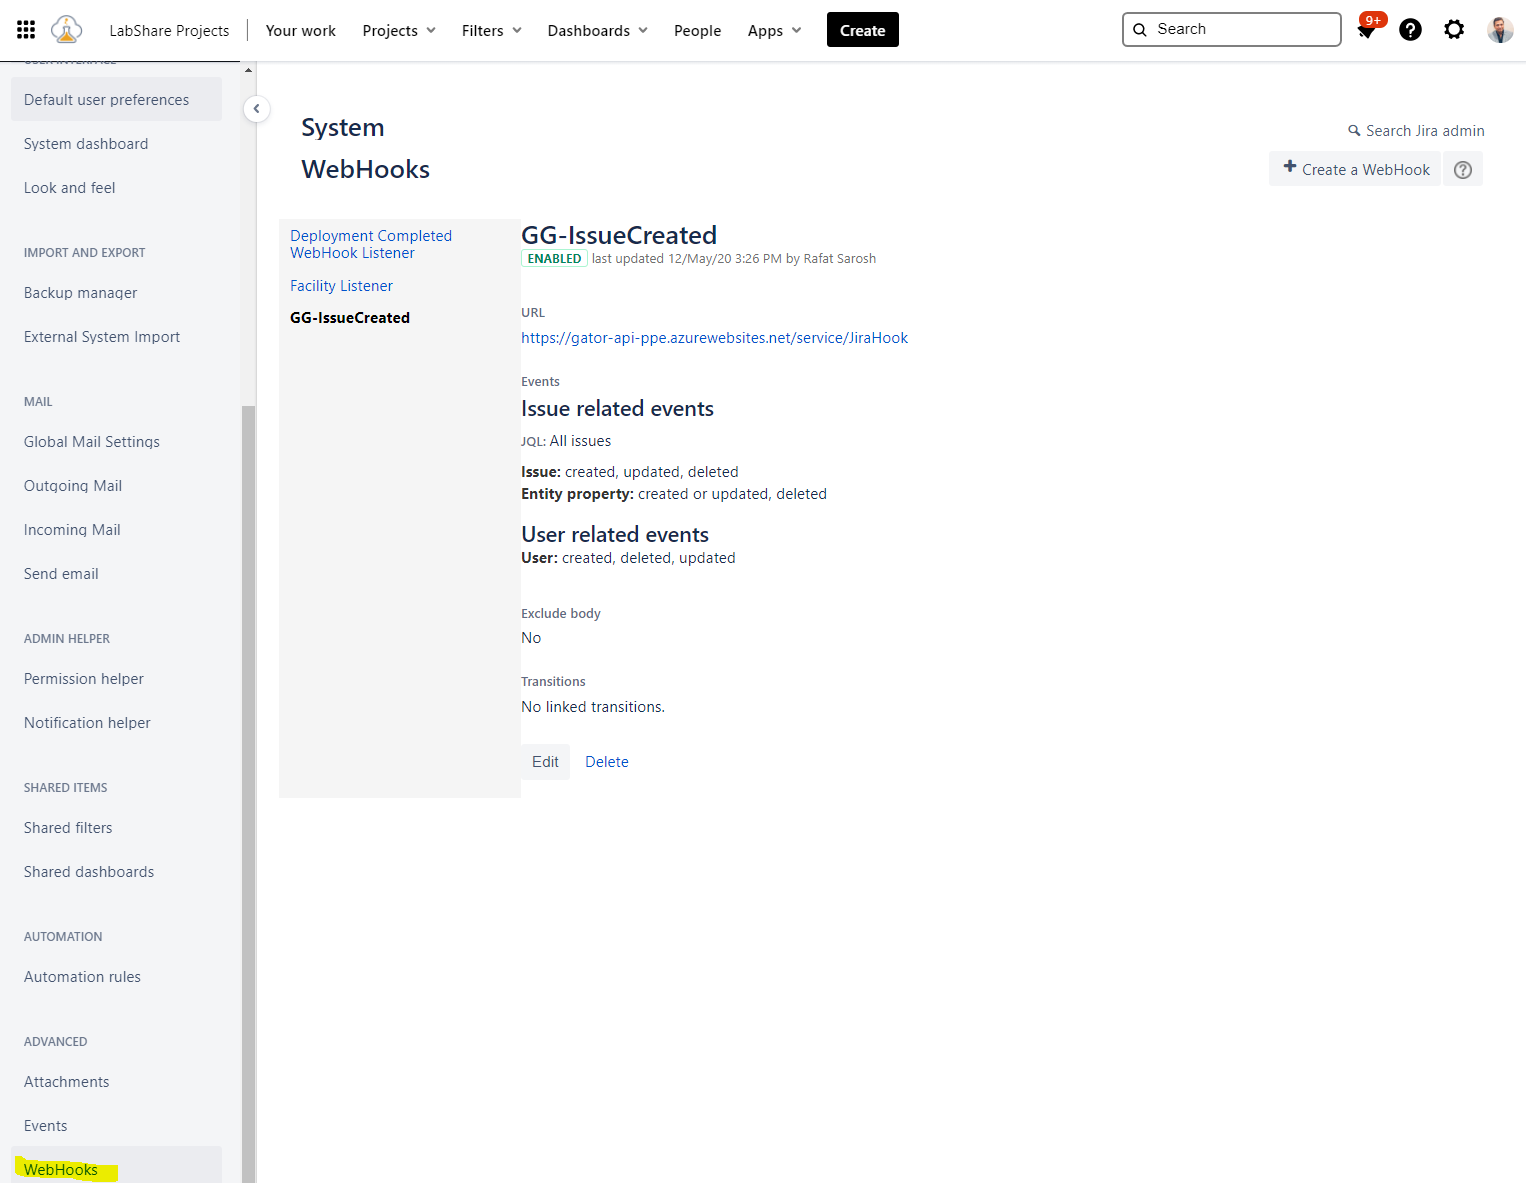 LabShare Projects
Your work
Projects
Filters
Dashboards
People
Apps
Create
Search
9+
USER INTERFACE
Default user preferences
System dashboard
Look and feel
IMPORT AND EXPORT
Backup manager
External System Import
MAIL
Global Mail Settings
Outgoing Mail
Incoming Mail
Send email
ADMIN HELPER
Permission helper
Notification helper
SHARED ITEMS
Shared filters
Shared dashboards
AUTOMATION
Automation rules
ADVANCED
Attachments
Events
WebHooks
System
Search Jira admin
WebHooks
Create a WebHook
Deployment Completed
WebHook Listener
Facility Listener
GG-IssueCreated
GG-IssueCreated
ENABLED last updated 12/May/20 3:26 PM by Rafat Sarosh
URL
https://gator-api-ppe.azurewebsites.net/service/JiraHook
Events
Issue related events
JQL: All issues
Issue: created, updated, deleted
Entity property: created or updated, deleted
User related events
User: created, deleted, updated
Exclude body
No
Transitions
No linked transitions.
Edit
Delete